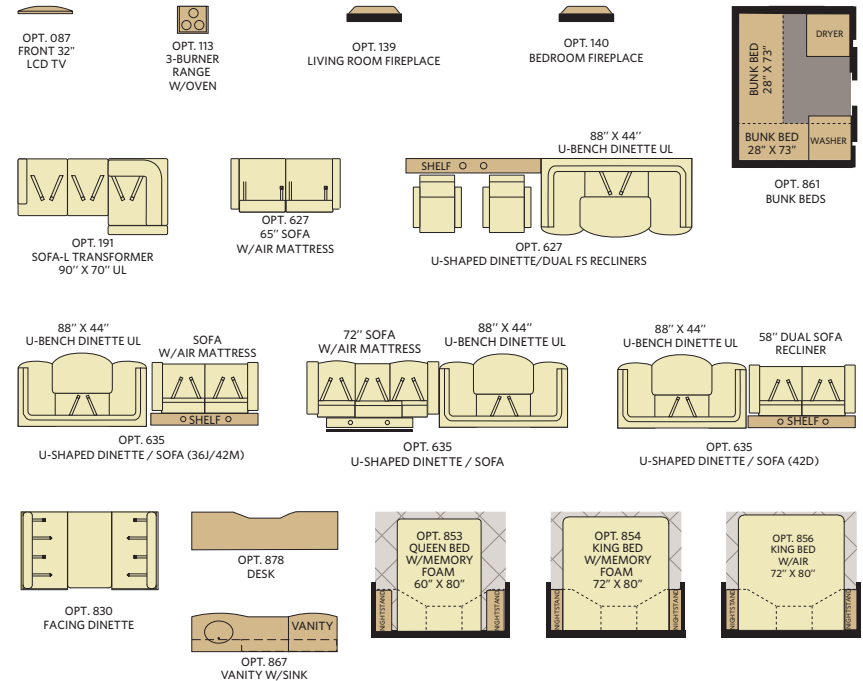 OPT. 087
FRONT 32"
LCD TV
OPT. 113
3-BURNER
RANGE
W/OVEN
OPT. 139
LIVING ROOM FIREPLACE
OPT. 140
BEDROOM FIREPLACE
DRYER
BUNK BED
28" X 73"
BUNK BED
28" X 73"
WASHER
OPT. 861
BUNK BEDS
OPT. 191
SOFA-L TRANSFORMER
90" X 70" UL
OPT. 627
65" SOFA
W/AIR MATTRESS
88" X 44"
U-BENCH DINETTE UL
SHELF
OPT. 627
U-SHAPED DINETTE/DUAL FS RECLINERS
88" X 44"
U-BENCH DINETTE UL
SOFA
W/AIR MATTRESS
SHELF
OPT. 635
U-SHAPED DINETTE / SOFA (36J/42M)
72" SOFA
W/AIR MATTRESS
88" X 44"
U-BENCH DINETTE UL
OPT. 635
U-SHAPED DINETTE / SOFA
88" X 44"
U-BENCH DINETTE UL
58" DUAL SOFA
RECLINER
SHELF
OPT. 635
U-SHAPED DINETTE / SOFA (42D)
OPT. 830
FACING DINETTE
OPT. 878
DESK
VANITY
OPT. 867
VANITY W/SINK
OPT. 853
QUEEN BED
W/MEMORY
FOAM
60" X 80"
NIGHTSTAND
NIGHTSTAND
OPT. 854
KING BED
W/MEMORY
FOAM
72" X 80"
NIGHTSTAND
NIGHTSTAND
OPT. 856
KING BED
W/AIR
72" X 80"
NIGHTSTAND
NIGHTSTAND